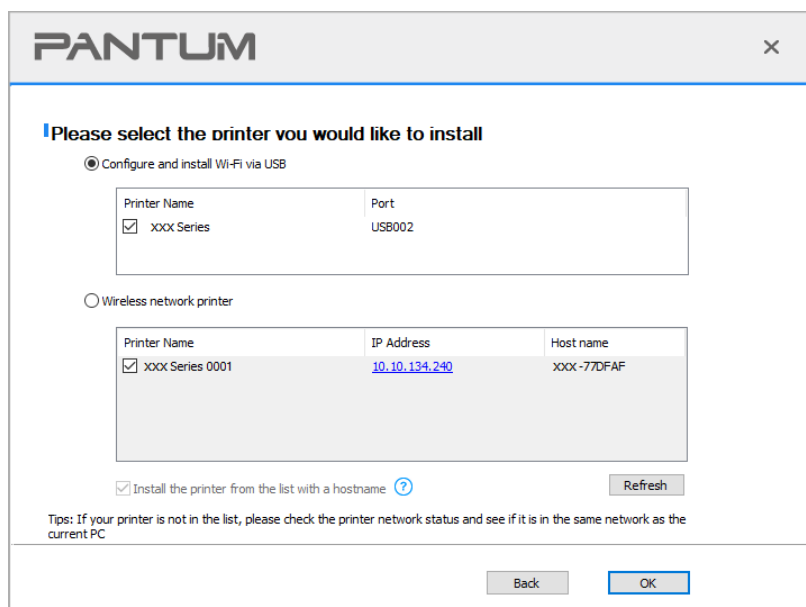 PANTUM
Please select the printer you would like to install
Configure and install Wi-Fi via USB
Printer Name Port
XXX Series USB002
Wireless network printer
Printer Name IP Address Host name
XXX Series 0001 10.10.134.240 XXX-77DFAF
Install the printer from the list with a hostname ?
Refresh
Tips: If your printer is not in the list, please check the printer network status and see if it is in the same network as the
current PC
Back OK